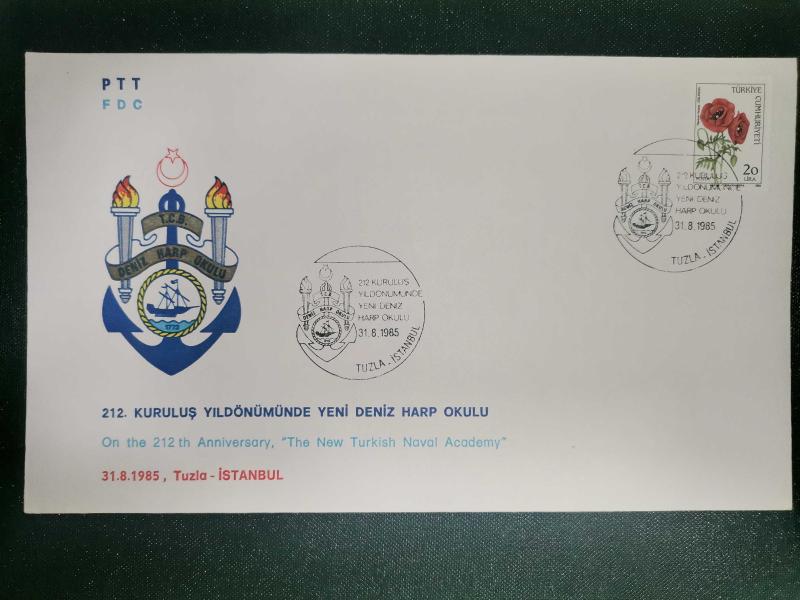 PTT
FDC
T.C.B.
DENİZ HARP OKULU
1773
TÜRKİYE
CUMHURİYETİ
20
LİRA
212 KURULUŞ
YILDÖNÜMÜNDE
YENİ DENİZ
HARP OKULU
31.8.1985
TUZLA - İSTANBUL
212 KURULUŞ
YILDÖNÜMÜNDE
YENİ DENİZ
HARP OKULU
31.8.1985
TUZLA - İSTANBUL
212. KURULUŞ YILDÖNÜMÜNDE YENİ DENİZ HARP OKULU
On the 212th Anniversary, "The New Turkish Naval Academy"
31.8.1985, Tuzla - İSTANBUL